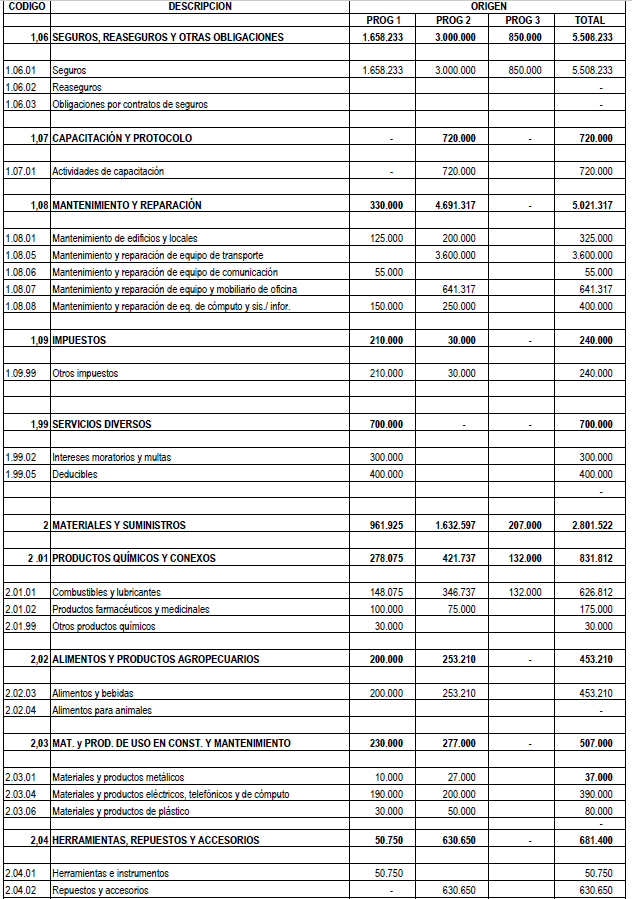 CODIGO DESCRIPCION ORIGEN
PROG 1 PROG 2 PROG 3 TOTAL
1,06 SEGUROS, REASEGUROS Y OTRAS OBLIGACIONES 1.658.233 3.000.000 850.000 5.508.233
1.06.01 Seguros 1.658.233 3.000.000 850.000 5.508.233
1.06.02 Reaseguros -
1.06.03 Obligaciones por contratos de seguros -
1,07 CAPACITACIÓN Y PROTOCOLO - 720.000 - 720.000
1.07.01 Actividades de capacitación - 720.000 720.000
1,08 MANTENIMIENTO Y REPARACIÓN 330.000 4.691.317 - 5.021.317
1.08.01 Mantenimiento de edificios y locales 125.000 200.000 325.000
1.08.05 Mantenimiento y reparación de equipo de transporte 3.600.000 3.600.000
1.08.06 Mantenimiento y reparación de equipo de comunicación 55.000 55.000
1.08.07 Mantenimiento y reparación de equipo y mobiliario de oficina 641.317 641.317
1.08.08 Mantenimiento y reparación de eq. de cómputo y sis./ infor. 150.000 250.000 400.000
1,09 IMPUESTOS 210.000 30.000 - 240.000
1.09.99 Otros impuestos 210.000 30.000 240.000
1,99 SERVICIOS DIVERSOS 700.000 - - 700.000
1.99.02 Intereses moratorios y multas 300.000 300.000
1.99.05 Deducibles 400.000 400.000
-
2 MATERIALES Y SUMINISTROS 961.925 1.632.597 207.000 2.801.522
2 .01 PRODUCTOS QUÍMICOS Y CONEXOS 278.075 421.737 132.000 831.812
2.01.01 Combustibles y lubricantes 148.075 346.737 132.000 626.812
2.01.02 Productos farmacéuticos y medicinales 100.000 75.000 175.000
2.01.99 Otros productos químicos 30.000 30.000
2,02 ALIMENTOS Y PRODUCTOS AGROPECUARIOS 200.000 253.210 - 453.210
2.02.03 Alimentos y bebidas 200.000 253.210 453.210
2.02.04 Alimentos para animales -
2,03 MAT. y PROD. DE USO EN CONST. Y MANTENIMIENTO 230.000 277.000 - 507.000
2.03.01 Materiales y productos metálicos 10.000 27.000 37.000
2.03.04 Materiales y productos eléctricos, telefónicos y de cómputo 190.000 200.000 390.000
2.03.06 Materiales y productos de plástico 30.000 50.000 80.000
-
2,04 HERRAMIENTAS, REPUESTOS Y ACCESORIOS 50.750 630.650 - 681.400
2.04.01 Herramientas e instrumentos 50.750 50.750
2.04.02 Repuestos y accesorios - 630.650 630.650